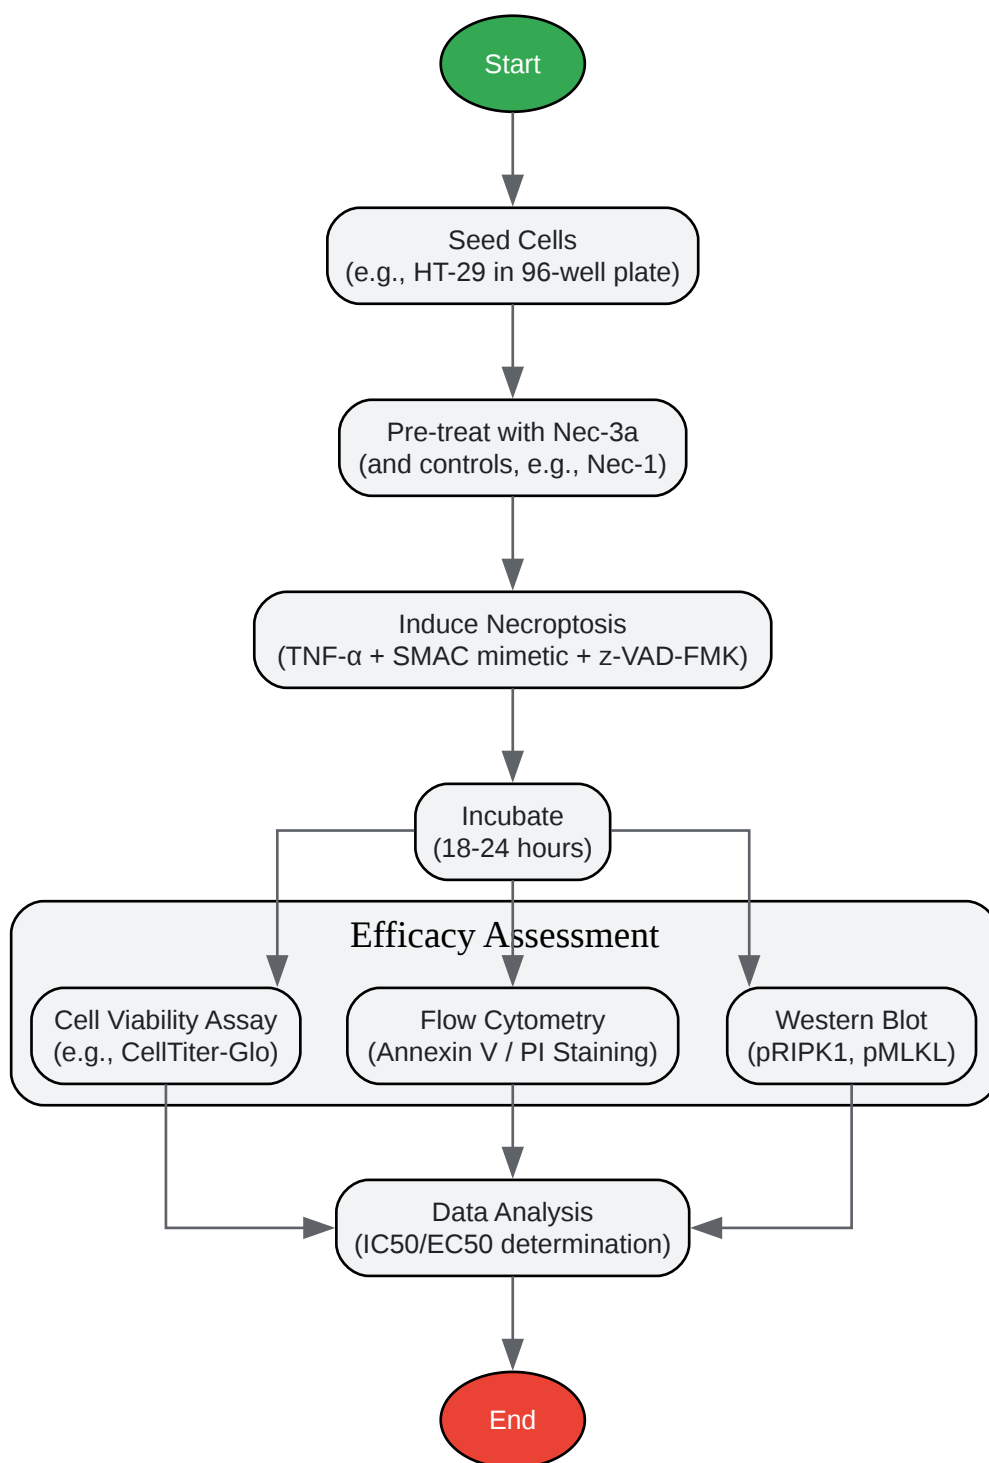 Start
Seed Cells
(e.g., HT-29 in 96-well plate)
Pre-treat with Nec-3a
(and controls, e.g., Nec-1)
Induce Necroptosis
(TNF-α + SMAC mimetic + z-VAD-FMK)
Incubate
(18-24 hours)
Efficacy Assessment
Cell Viability Assay
(e.g., CellTiter-Glo)
Flow Cytometry
(Annexin V / PI Staining)
Western Blot
(pRIPK1, pMLKL)
Data Analysis
(IC50/EC50 determination)
End